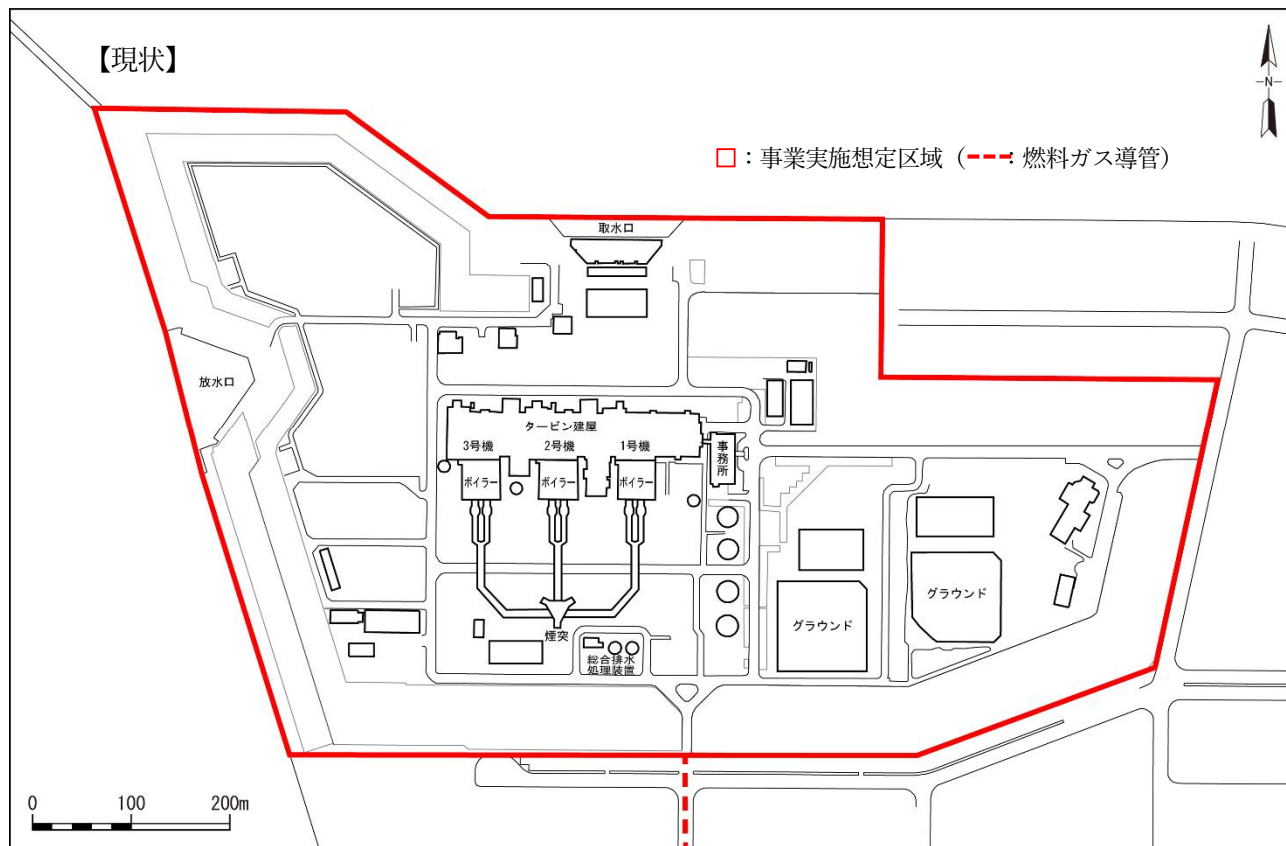 【現状】
N
□：事業実施想定区域（　　：燃料ガス導管）
取水口
放水口
タービン建屋
3号機
2号機
1号機
事務所
ボイラー
ボイラー
ボイラー
グラウンド
グラウンド
煙突
総合排水
処理装置
0
100
200m